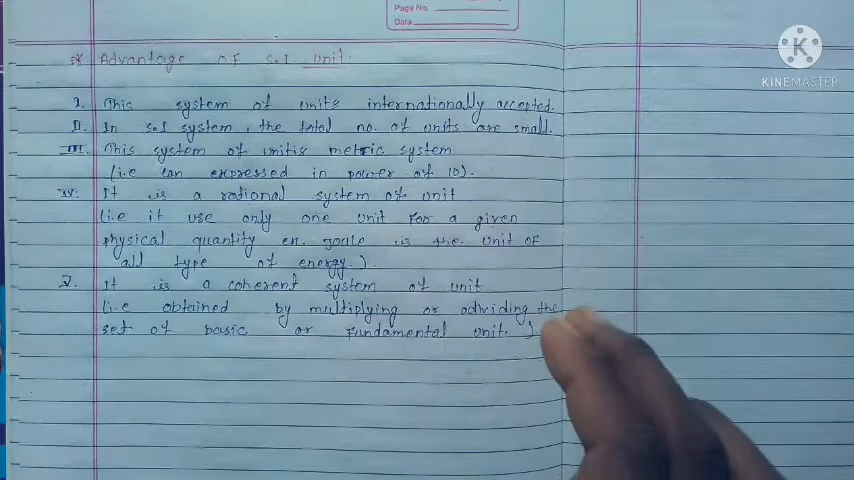 Page No.
Date
K
KINEMASTER
* Advantage of S.I unit.
I. This system of units internationally accepted.
II. In S.I system, the total no. of units are small.
III. This system of unitis metric system
(i.e can expressed in power of 10).
IV. It is a rational system of unit
(i.e it use only one unit for a given
physical quantity en. joule is the unit of
all type of energy.).
V. It is a coherent system of unit
(i.e obtained by multiplying or adwiding the
set of basic or fundamental unit.).